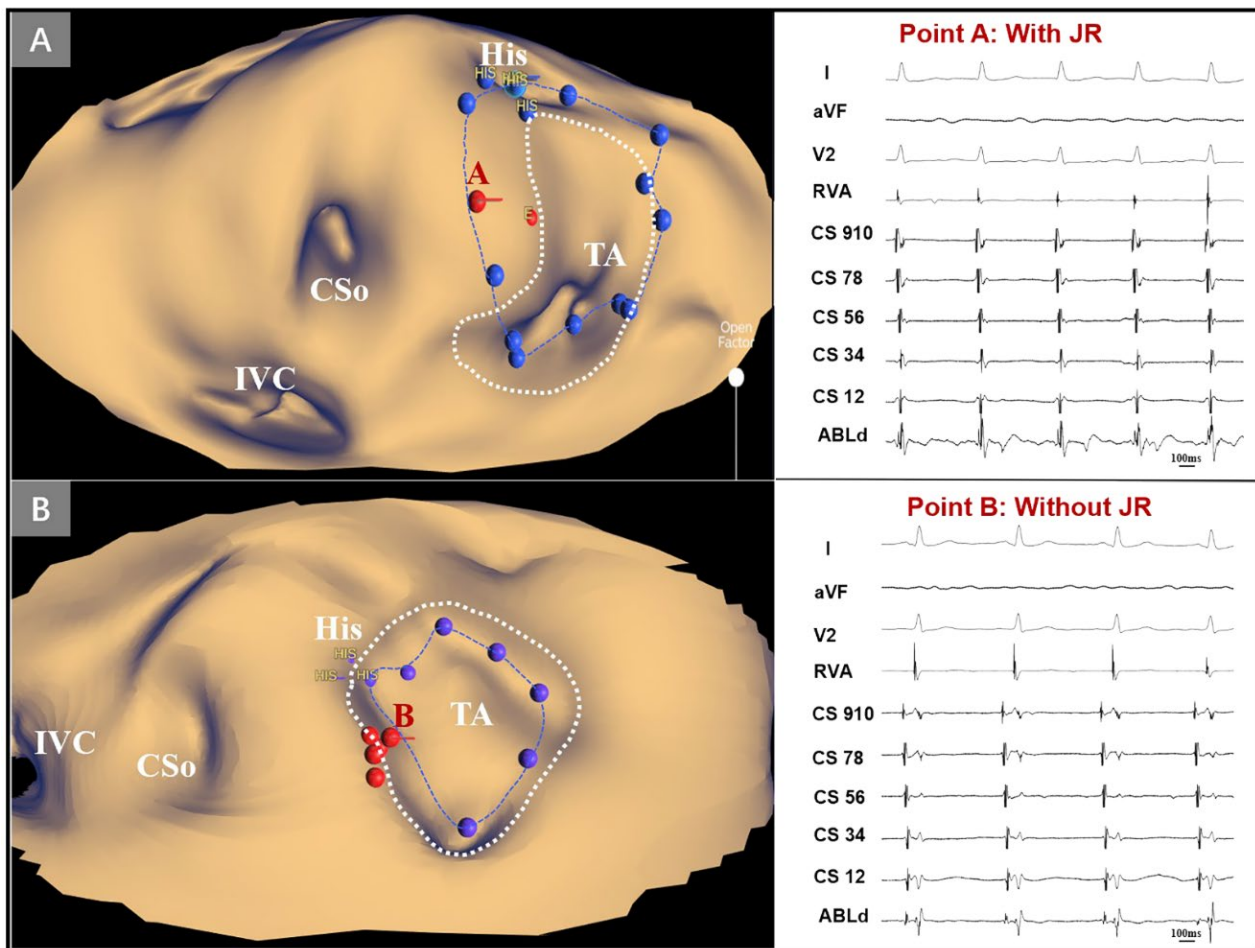 A
His
HIS
HIS
HIS
HIS
A
E
TA
CSo
IVC
Open
Factor
Point A: With JR
I
aVF
V2
RVA
CS 910
CS 78
CS 56
CS 34
CS 12
ABLd
100ms
B
His
HIS
HIS
HIS
B
TA
IVC
CSo
Point B: Without JR
I
aVF
V2
RVA
CS 910
CS 78
CS 56
CS 34
CS 12
ABLd
100ms